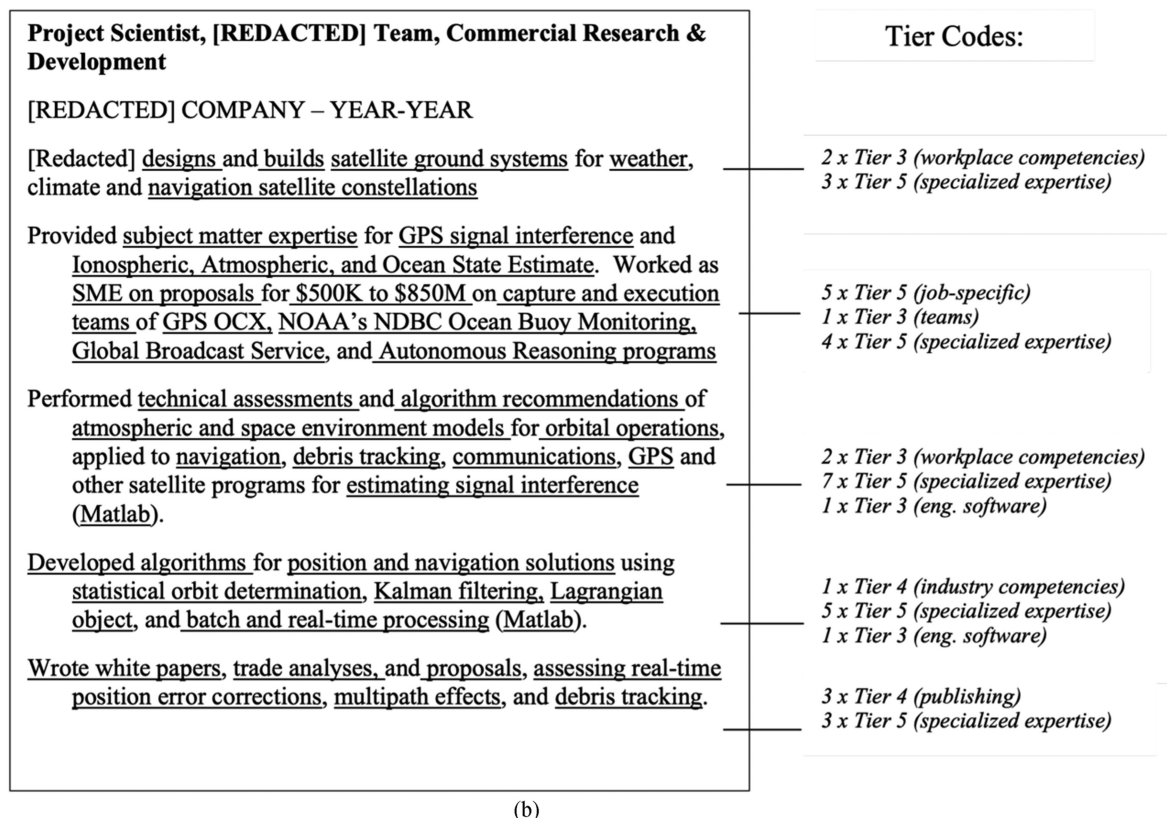 Project Scientist, [REDACTED] Team, Commercial Research &
Development
[REDACTED] COMPANY – YEAR-YEAR
[Redacted] designs and builds satellite ground systems for weather,
climate and navigation satellite constellations
Provided subject matter expertise for GPS signal interference and
Ionospheric, Atmospheric, and Ocean State Estimate. Worked as
SME on proposals for $500K to $850M on capture and execution
teams of GPS OCX, NOAA's NDBC Ocean Buoy Monitoring,
Global Broadcast Service, and Autonomous Reasoning programs
Performed technical assessments and algorithm recommendations of
atmospheric and space environment models for orbital operations,
applied to navigation, debris tracking, communications, GPS and
other satellite programs for estimating signal interference
(Matlab).
Developed algorithms for position and navigation solutions using
statistical orbit determination, Kalman filtering, Lagrangian
object, and batch and real-time processing (Matlab).
Wrote white papers, trade analyses, and proposals, assessing real-time
position error corrections, multipath effects, and debris tracking.
Tier Codes:
2 x Tier 3 (workplace competencies)
3 x Tier 5 (specialized expertise)
5 x Tier 5 (job-specific)
1 x Tier 3 (teams)
4 x Tier 5 (specialized expertise)
2 x Tier 3 (workplace competencies)
7 x Tier 5 (specialized expertise)
1 x Tier 3 (eng. software)
1 x Tier 4 (industry competencies)
5 x Tier 5 (specialized expertise)
1 x Tier 3 (eng. software)
3 x Tier 4 (publishing)
3 x Tier 5 (specialized expertise)
(b)